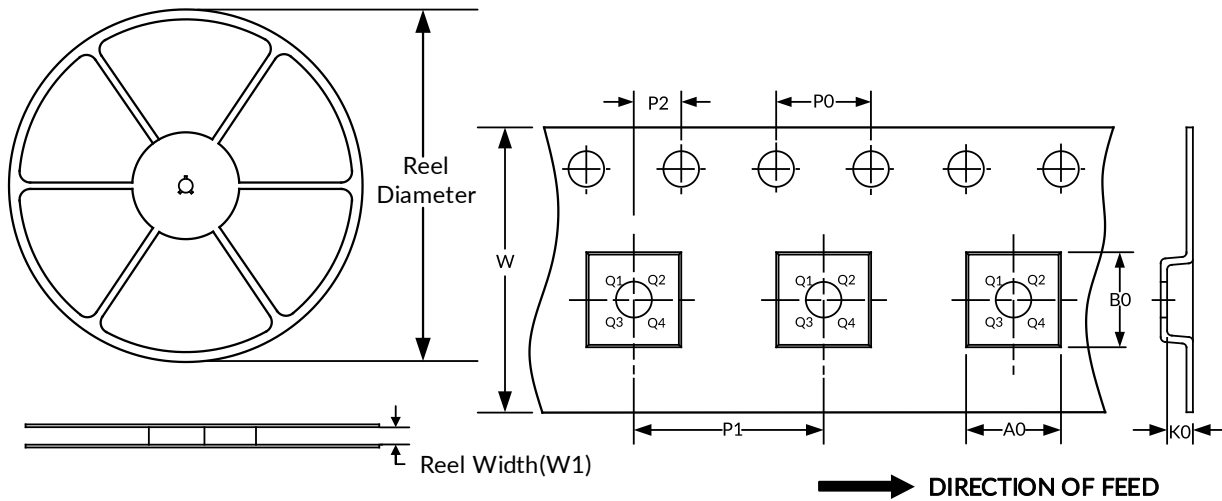 P2
P0
Reel
Diameter
W
Q1 Q2
Q3 Q4
Q1 Q2
Q3 Q4
Q1 Q2
Q3 Q4
B0
P1
A0
K0
Reel Width(W1)
DIRECTION OF FEED